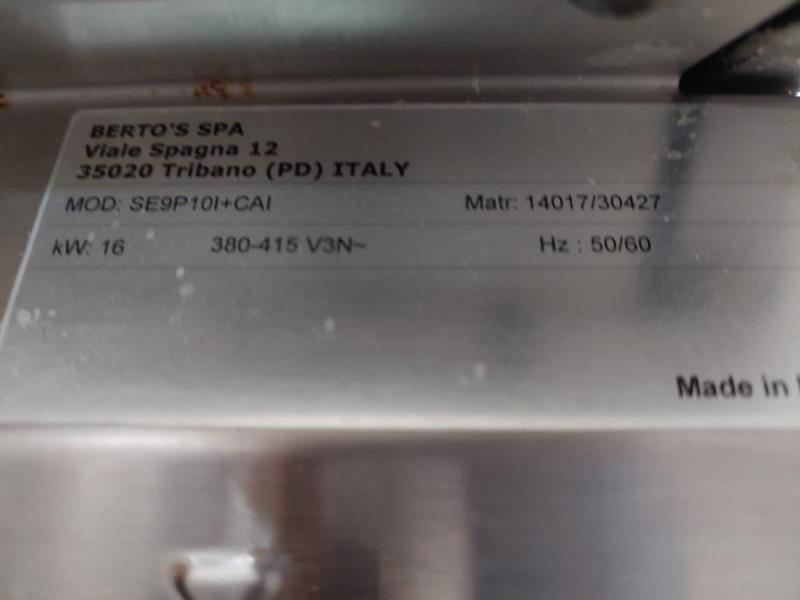 BERTO'S SPA
Viale Spagna 12
35020 Tribano (PD) ITALY
MOD: SE9P10I+CAI Matr: 14017/30427
kW: 16 380-415 V3N~ Hz : 50/60
Made in